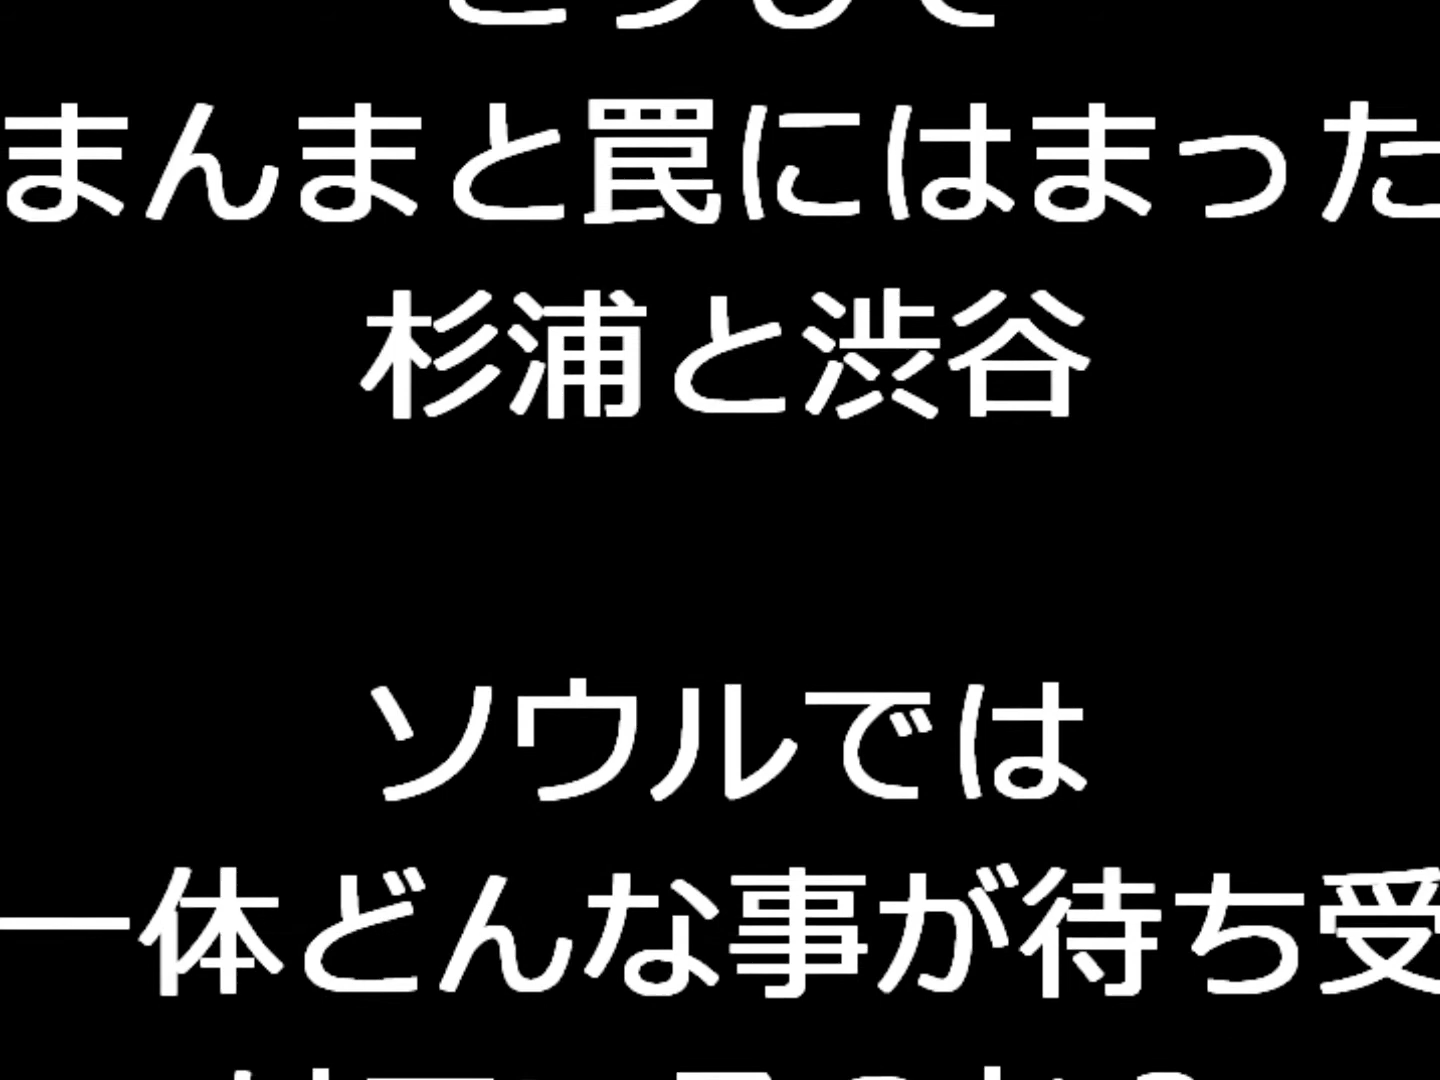 まんまと罠にはまった
杉浦と渋谷
ソウルでは
一体どんな事が待ち受